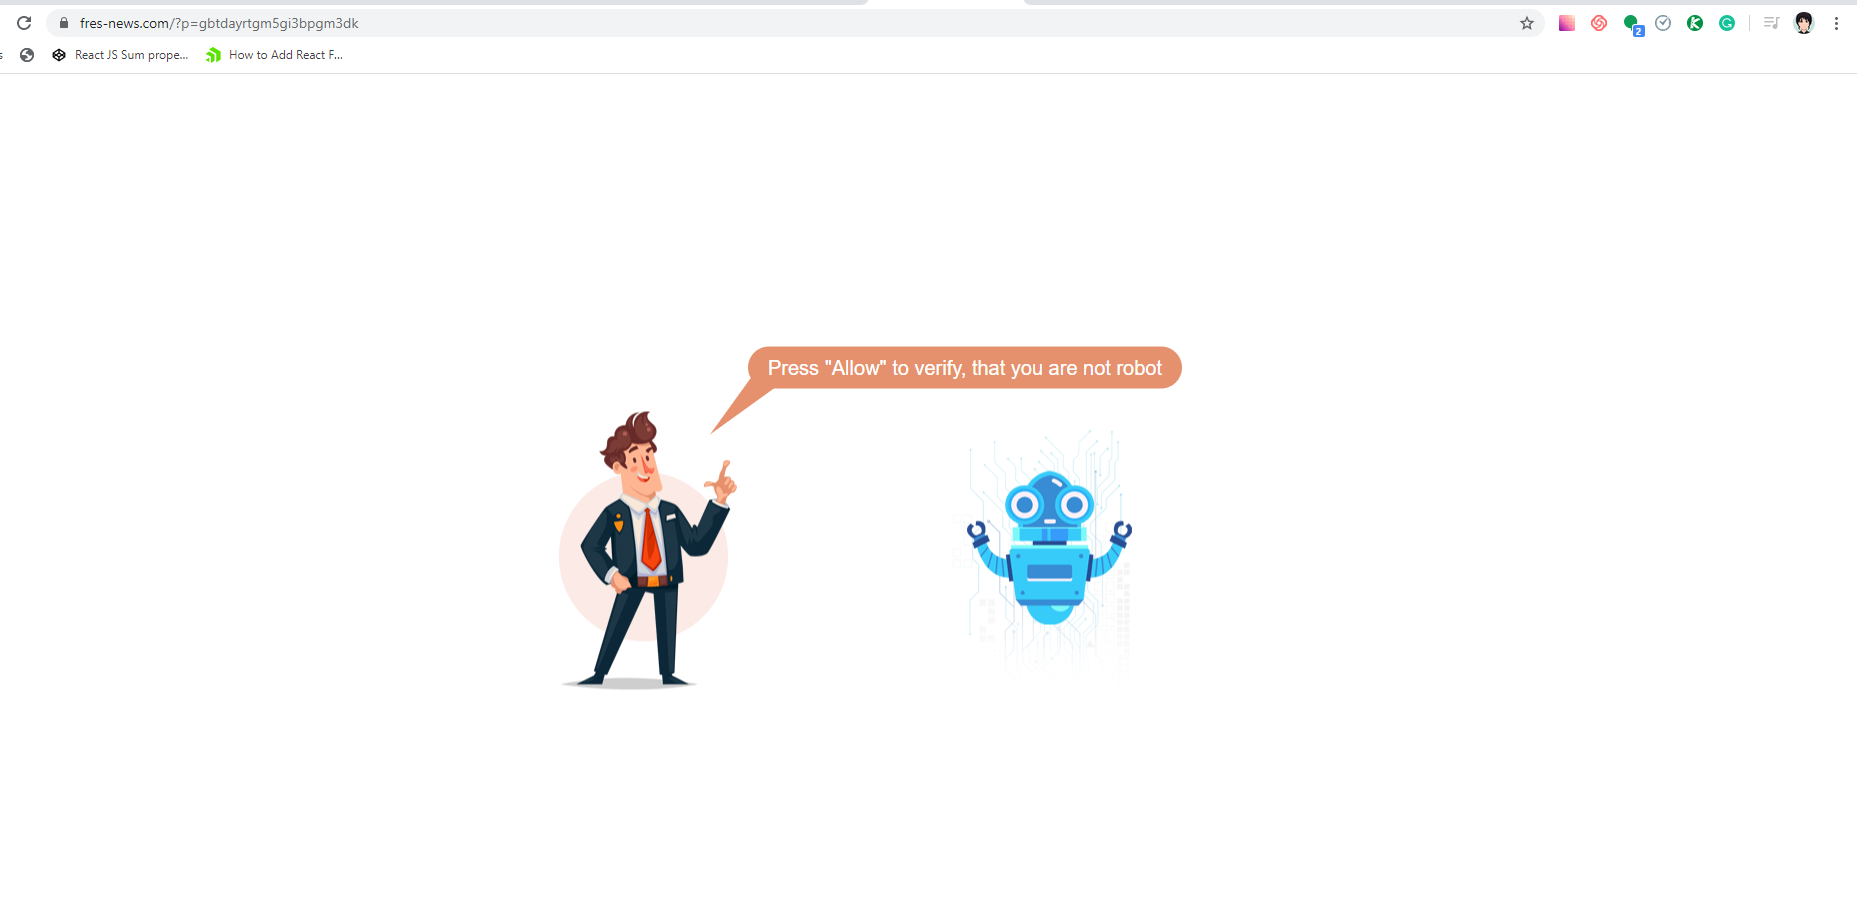 fres-news.com/?p=gbtdayrtgm5gi3bpgm3dk
2
s
React JS Sum prope...
How to Add React F...
Press "Allow" to verify, that you are not robot